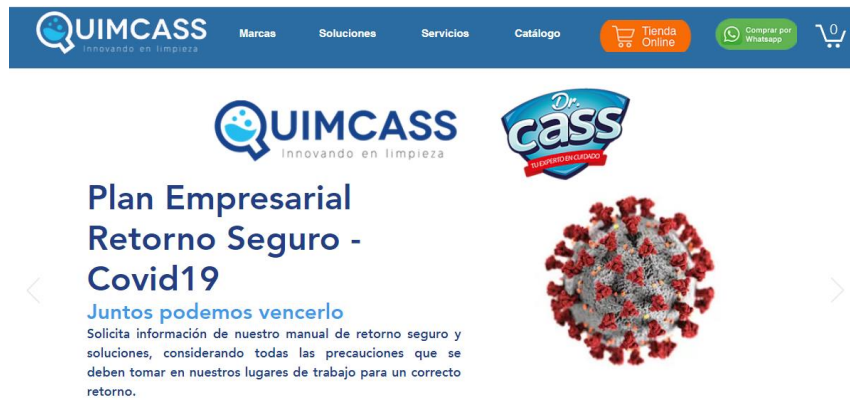 QUIMCASS
Innovando en limpieza
Marcas
Soluciones
Servicios
Catálogo
Tienda
Online
Comprar por
Whatsapp
0
QUIMCASS
Innovando en limpieza
Dr.
cass
TU EXPERTO EN CUIDADO
Plan Empresarial
Retorno Seguro -
Covid19
Juntos podemos vencerlo
Solicita información de nuestro manual de retorno seguro y
soluciones, considerando todas las precauciones que se
deben tomar en nuestros lugares de trabajo para un correcto
retorno.